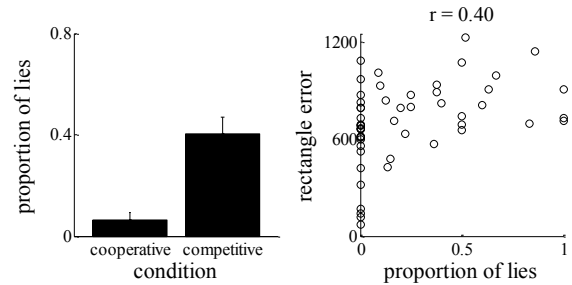 proportion of lies
0.8
0.4
0
cooperative competitive
condition
r = 0.40
rectangle error
1200
600
0
0 0.5 1
proportion of lies